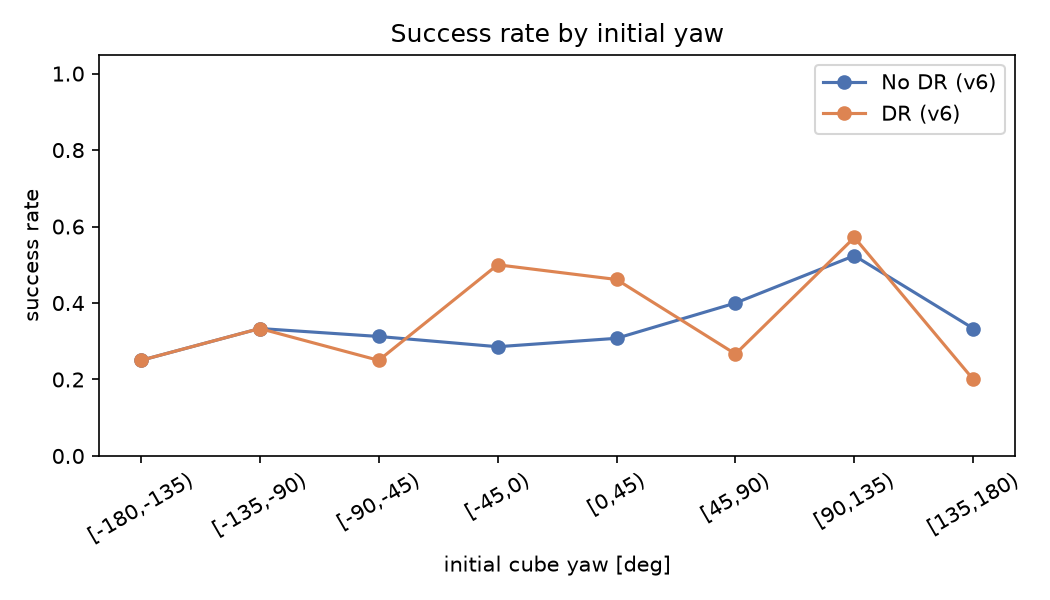 Success rate by initial yaw
No DR (v6)
DR (v6)
1.0
0.8
0.6
0.4
0.2
0.0
success rate
[-180,-135)
[-135,-90)
[-90,-45)
[-45,0)
[0,45)
[45,90)
[90,135)
[135,180)
initial cube yaw [deg]